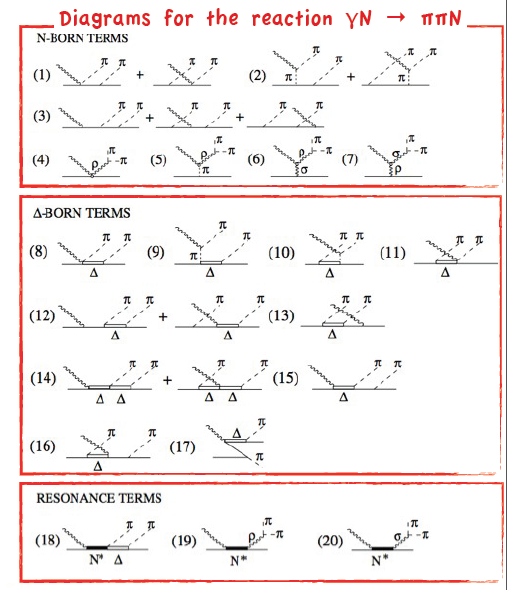 Diagrams for the reaction γN → ππN
N-BORN TERMS
(1) π π + π π (2) π π π + π π π
(3) π π + π π + π π
(4) ρ π π (5) ρ π π π (6) ρ π π σ (7) σ π π ρ
Δ-BORN TERMS
(8) π π Δ (9) π π π Δ (10) π π Δ (11) π π Δ
(12) π π Δ + π π Δ (13) π π Δ
(14) π π Δ Δ + π π Δ Δ (15) π π Δ
(16) π π Δ (17) Δ π π
RESONANCE TERMS
(18) π π N* Δ (19) ρ π π N* (20) σ π π N*